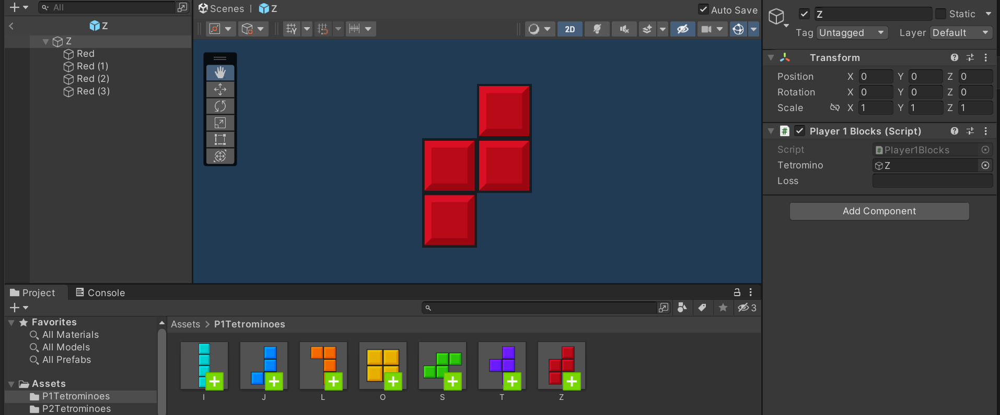 All
Z
Z
Red
Red (1)
Red (2)
Red (3)
Scenes | Z
Auto Save
2D
Z
Static
Tag Untagged Layer Default
Transform
Position X 0 Y 0 Z 0
Rotation X 0 Y 0 Z 0
Scale X 1 Y 1 Z 1
# Player 1 Blocks (Script)
Script # Player1Blocks
Tetromino Z
Loss
Add Component
Project Console
3
Favorites
All Materials
All Models
All Prefabs
Assets
P1Tetrominoes
P2Tetrominoes
Assets > P1Tetrominoes
I J L O S T Z